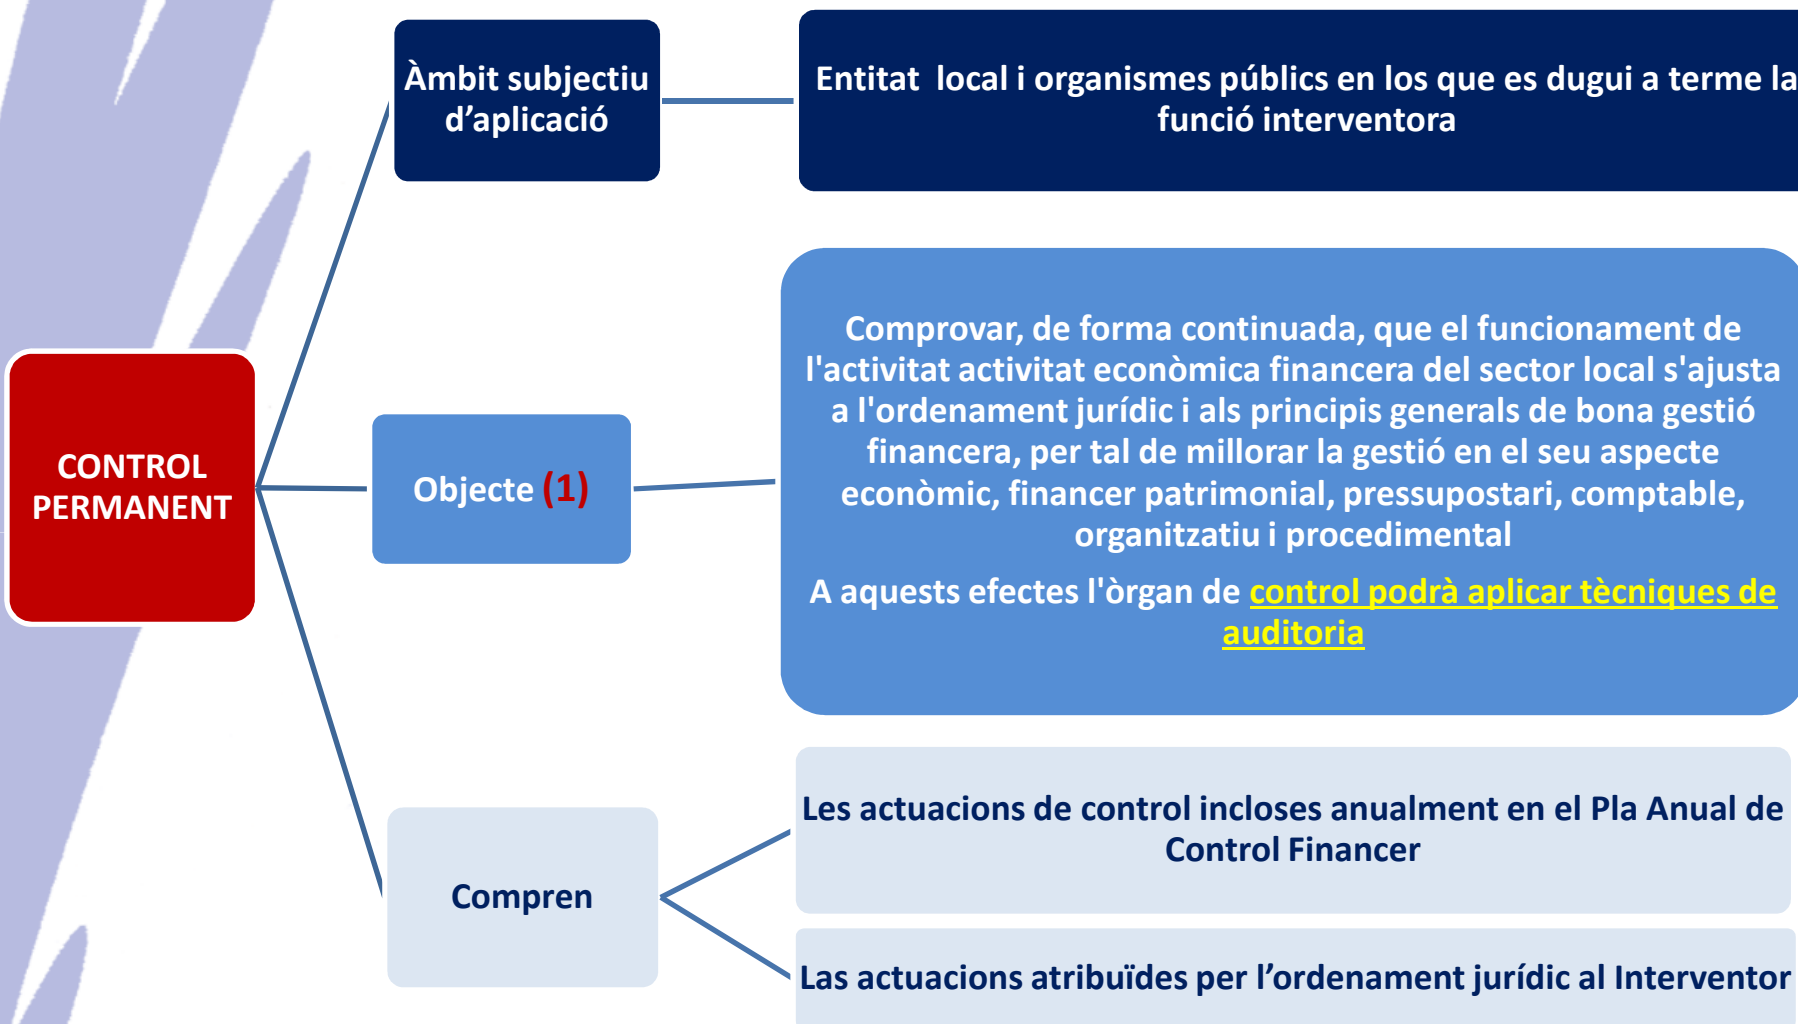 Àmbit subjectiu
d’aplicació
Entitat  local i organismes públics en los que es dugui a terme la
funció interventora
CONTROL
PERMANENT
Objecte (1)
Comprovar, de forma continuada, que el funcionament de
l'activitat activitat econòmica financera del sector local s'ajusta
a l'ordenament jurídic i als principis generals de bona gestió
financera, per tal de millorar la gestió en el seu aspecte
econòmic, financer patrimonial, pressupostari, comptable,
organitzatiu i procedimental
A aquests efectes l'òrgan de control podrà aplicar tècniques de
auditoria
Compren
Les actuacions de control incloses anualment en el Pla Anual de
Control Financer
Las actuacions atribuïdes per l’ordenament jurídic al Interventor